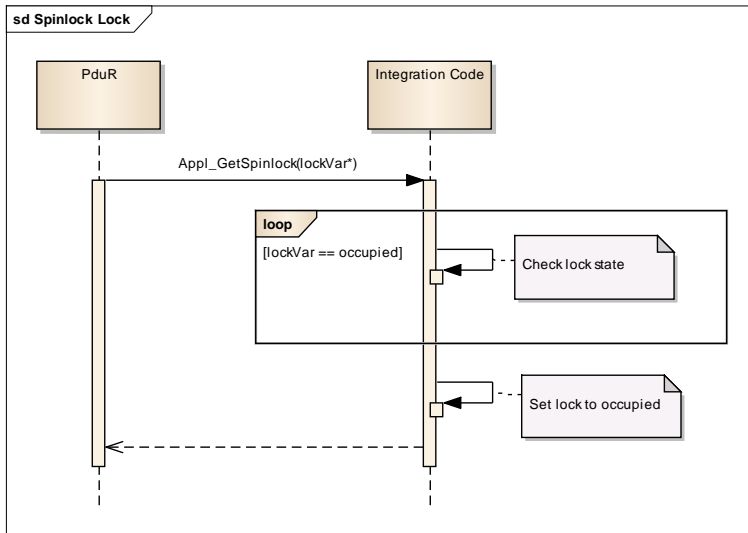 sd Spinlock Lock
PduR
Integration Code
Appl_GetSpinlock(lockVar*)
loop
[lockVar == occupied]
Check lock state
Set lock to occupied